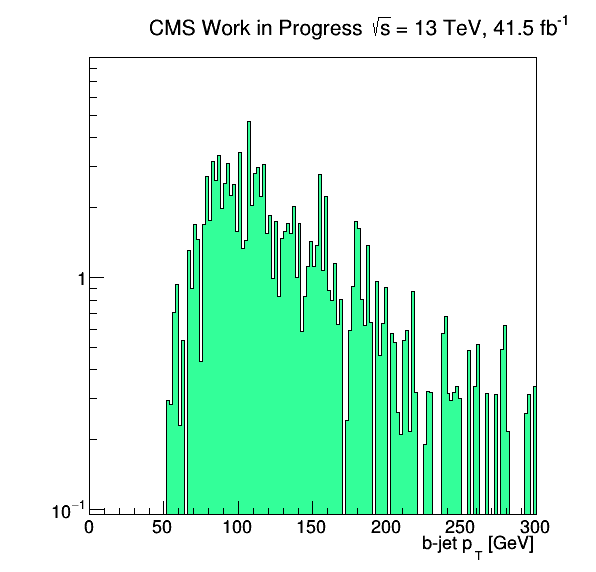 CMS Work in Progress √s = 13 TeV, 41.5 fb⁻¹
1
10⁻¹
0 50 100 150 200 250 300
b-jet p_T [GeV]